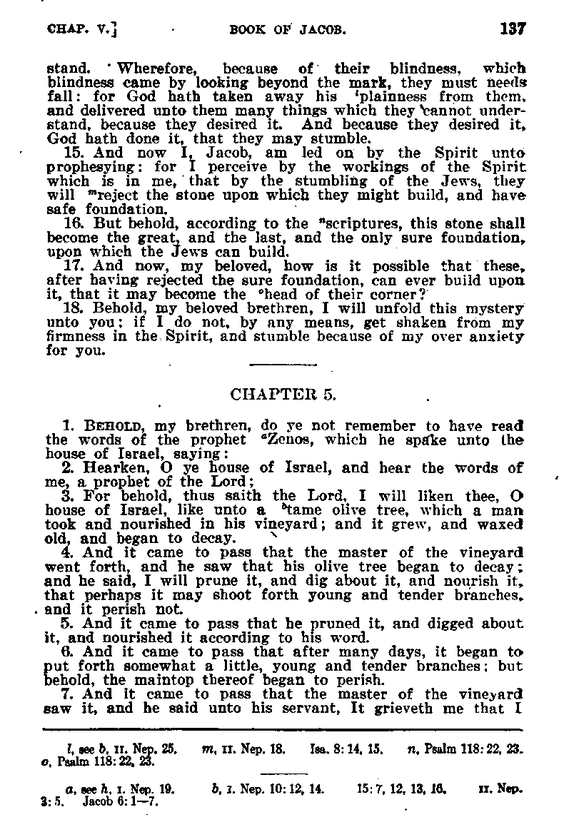 CHAP. V.] BOOK OF JACOB. 137
stand. Wherefore, because of their blindness, which
blindness came by looking beyond the mark, they must needs
fall: for God hath taken away his lplainness from them,
and delivered unto them many things which they cannot under-
stand, because they desired it. And because they desired it,
God hath done it, that they may stumble.
15. And now I, Jacob, am led on by the Spirit unto
prophesying: for I perceive by the workings of the Spirit
which is in me, that by the stumbling of the Jews, they
will mreject the stone upon which they might build, and have
safe foundation.
16. But behold, according to the nscriptures, this stone shall
become the great, and the last, and the only sure foundation,
upon which the Jews can build.
17. And now, my beloved, how is it possible that these,
after having rejected the sure foundation, can ever build upon
it, that it may become the ohead of their corner?
18. Behold, my beloved brethren, I will unfold this mystery
unto you: if I do not, by any means, get shaken from my
firmness in the Spirit, and stumble because of my over anxiety
for you.
CHAPTER 5.
1. BEHOLD, my brethren, do ye not remember to have read
the words of the prophet aZenos, which he spake unto the
house of Israel, saying:
2. Hearken, O ye house of Israel, and hear the words of
me, a prophet of the Lord;
3. For behold, thus saith the Lord, I will liken thee, O
house of Israel, like unto a btame olive tree, which a man
took and nourished in his vineyard; and it grew, and waxed
old, and began to decay.
4. And it came to pass that the master of the vineyard
went forth, and he saw that his olive tree began to decay;
and he said, I will prune it, and dig about it, and nourish it,
that perhaps it may shoot forth young and tender branches,
and it perish not.
5. And it came to pass that he pruned it, and digged about
it, and nourished it according to his word.
6. And it came to pass that after many days, it began to
put forth somewhat a little, young and tender branches; but
behold, the maintop thereof began to perish.
7. And it came to pass that the master of the vineyard
saw it, and he said unto his servant, It grieveth me that I
l, see b, II. Nep. 25. m, II. Nep. 18. Isa. 8:14, 15. n, Psalm 118:22, 23.
o, Psalm 118:22, 23.
a, see h, I. Nep. 19. b, I. Nep. 10:12, 14. 15:7, 12, 13, 16. II. Nep.
3:5. Jacob 6:1—7.